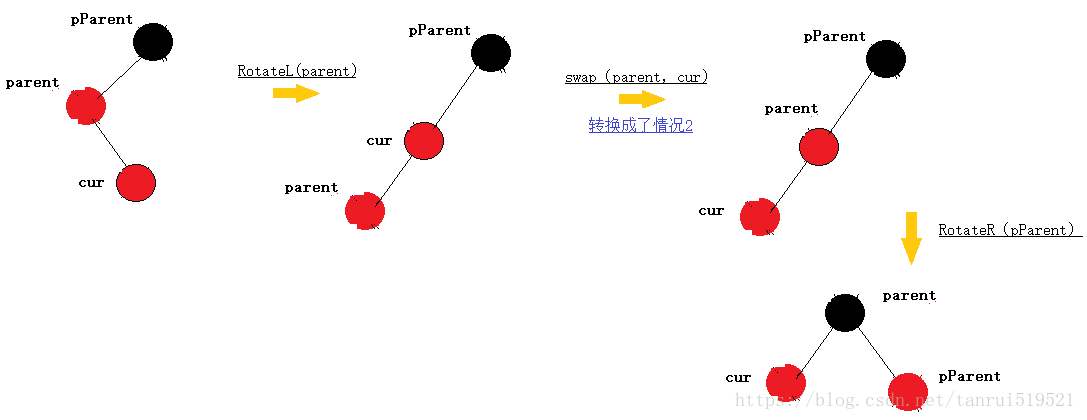 pParent
parent
cur
RotateL(parent)
pParent
cur
parent
swap (parent, cur)
转换成了情况2
pParent
parent
cur
RotateR (pParent)
parent
cur
pParent
https://blog.csdn.net/tanrui519521